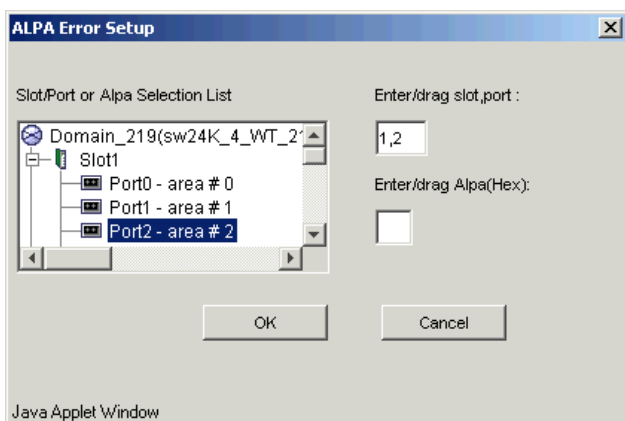 ALPA Error Setup
Slot/Port or Alpa Selection List
Domain_219(sw24K_4_WT_21
Slot1
Port0 - area # 0
Port1 - area # 1
Port2 - area # 2
Enter/drag slot,port :
1,2
Enter/drag Alpa(Hex):
OK
Cancel
Java Applet Window